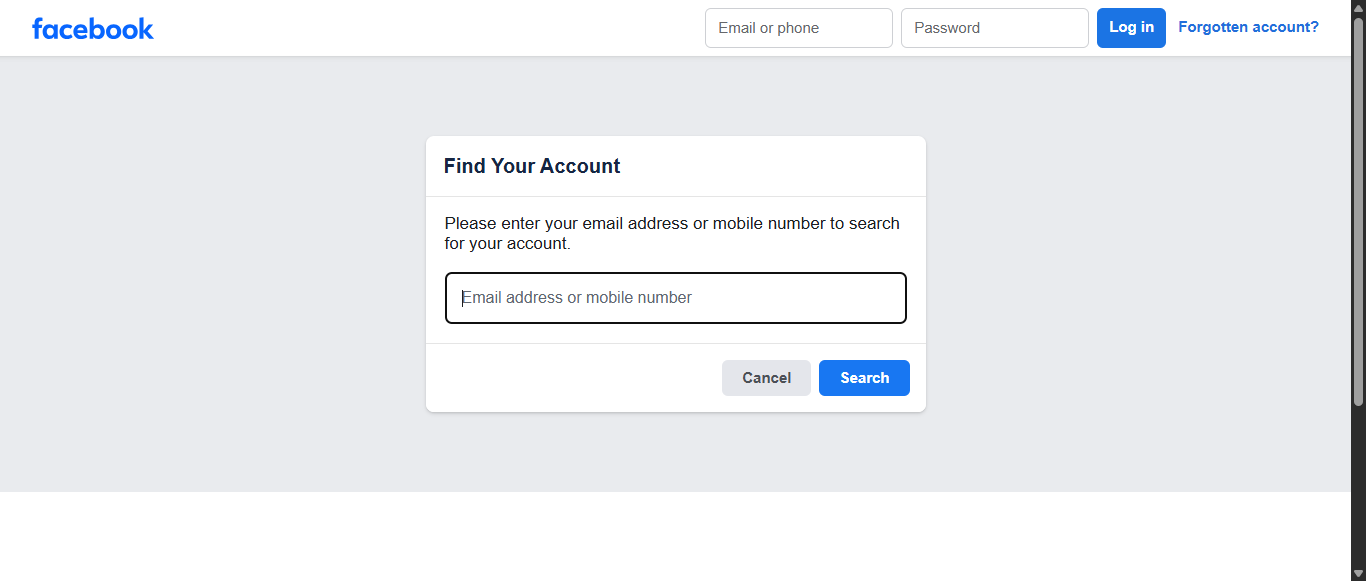 facebook
Email or phone
Password
Log in
Forgotten account?
Find Your Account
Please enter your email address or mobile number to search
for your account.
Email address or mobile number
Cancel
Search